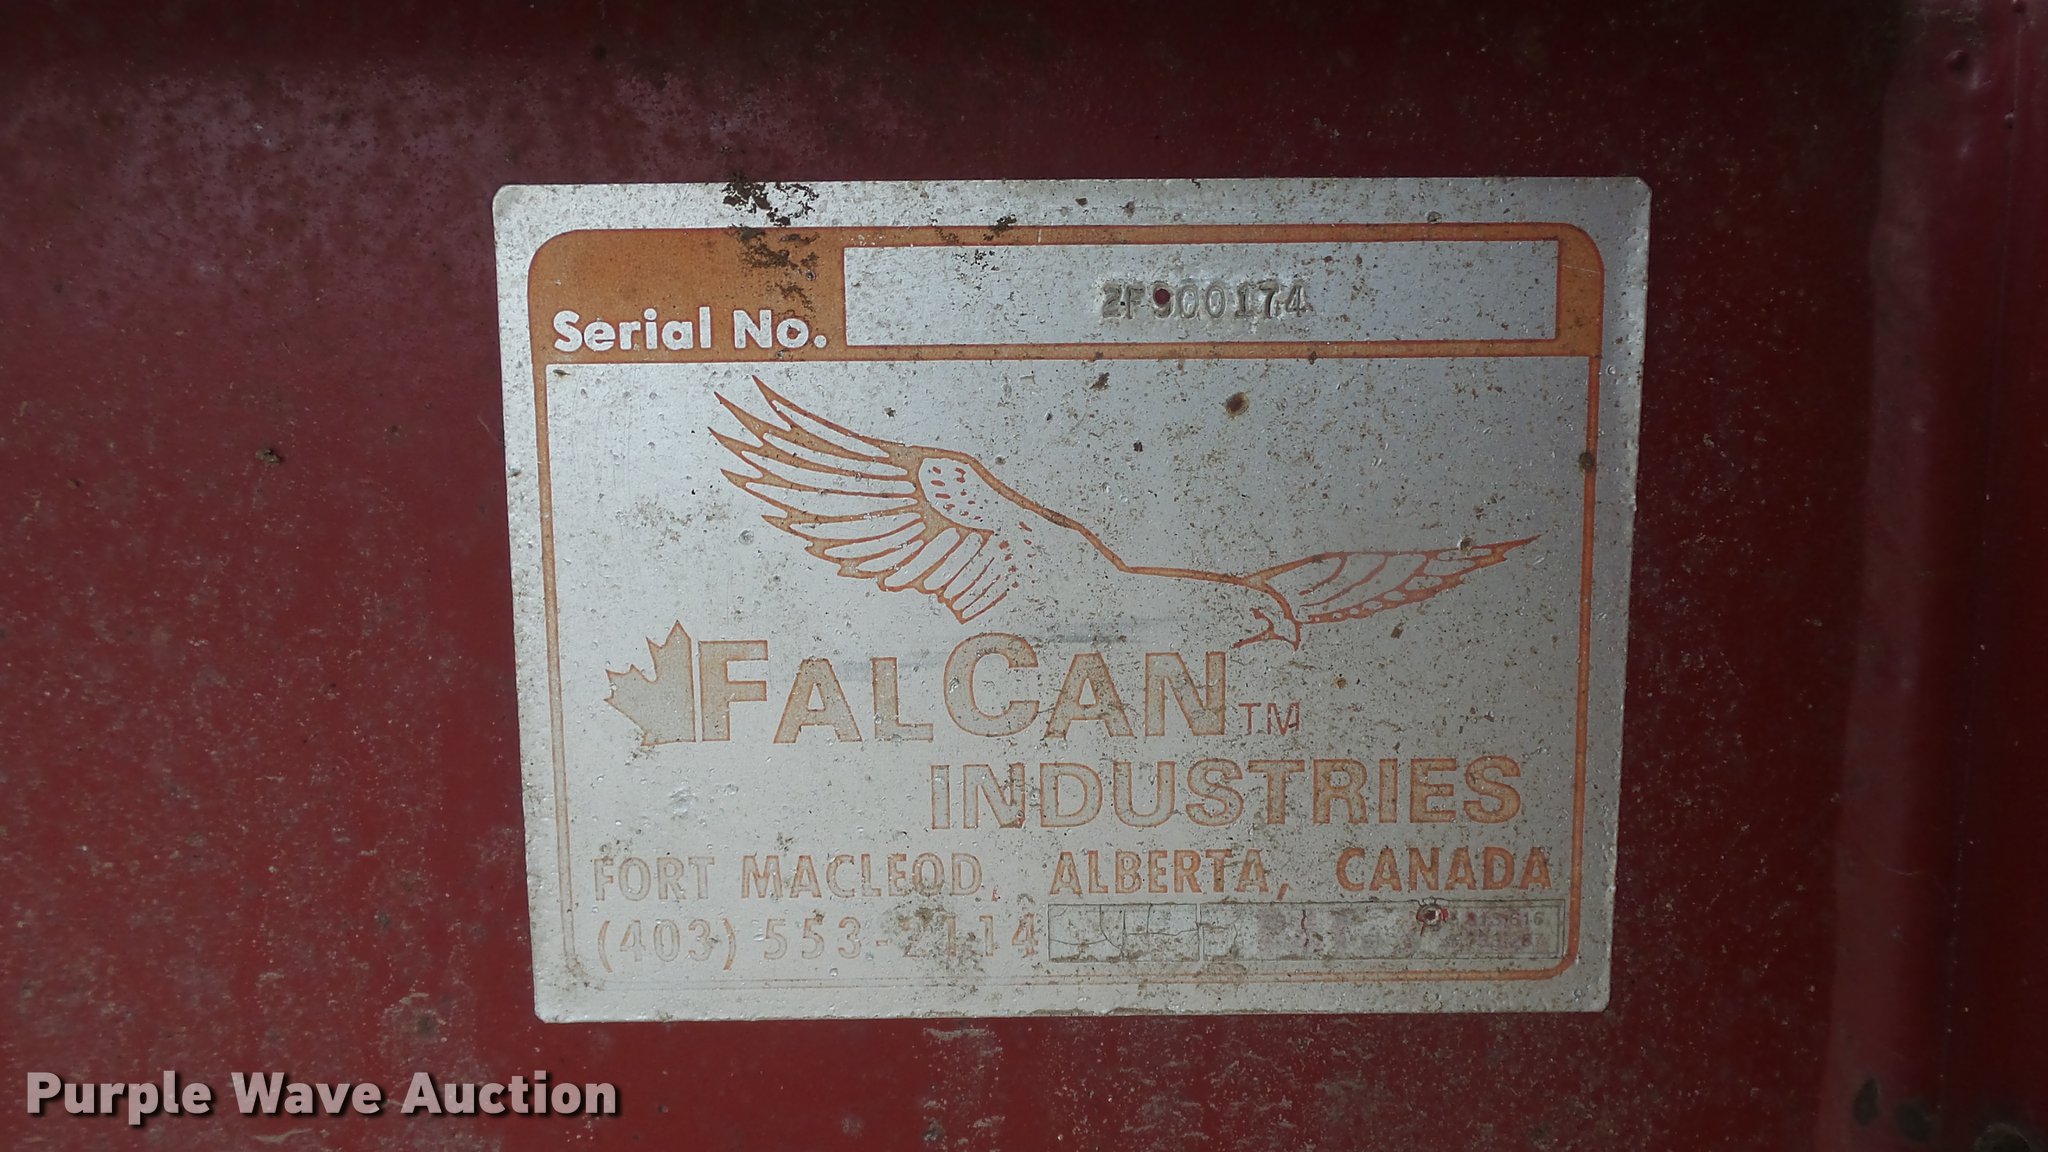 Serial No. 2F900174
FALCAN TM
INDUSTRIES
FORT MACLEOD, ALBERTA, CANADA
(403) 553-2114
Purple Wave Auction